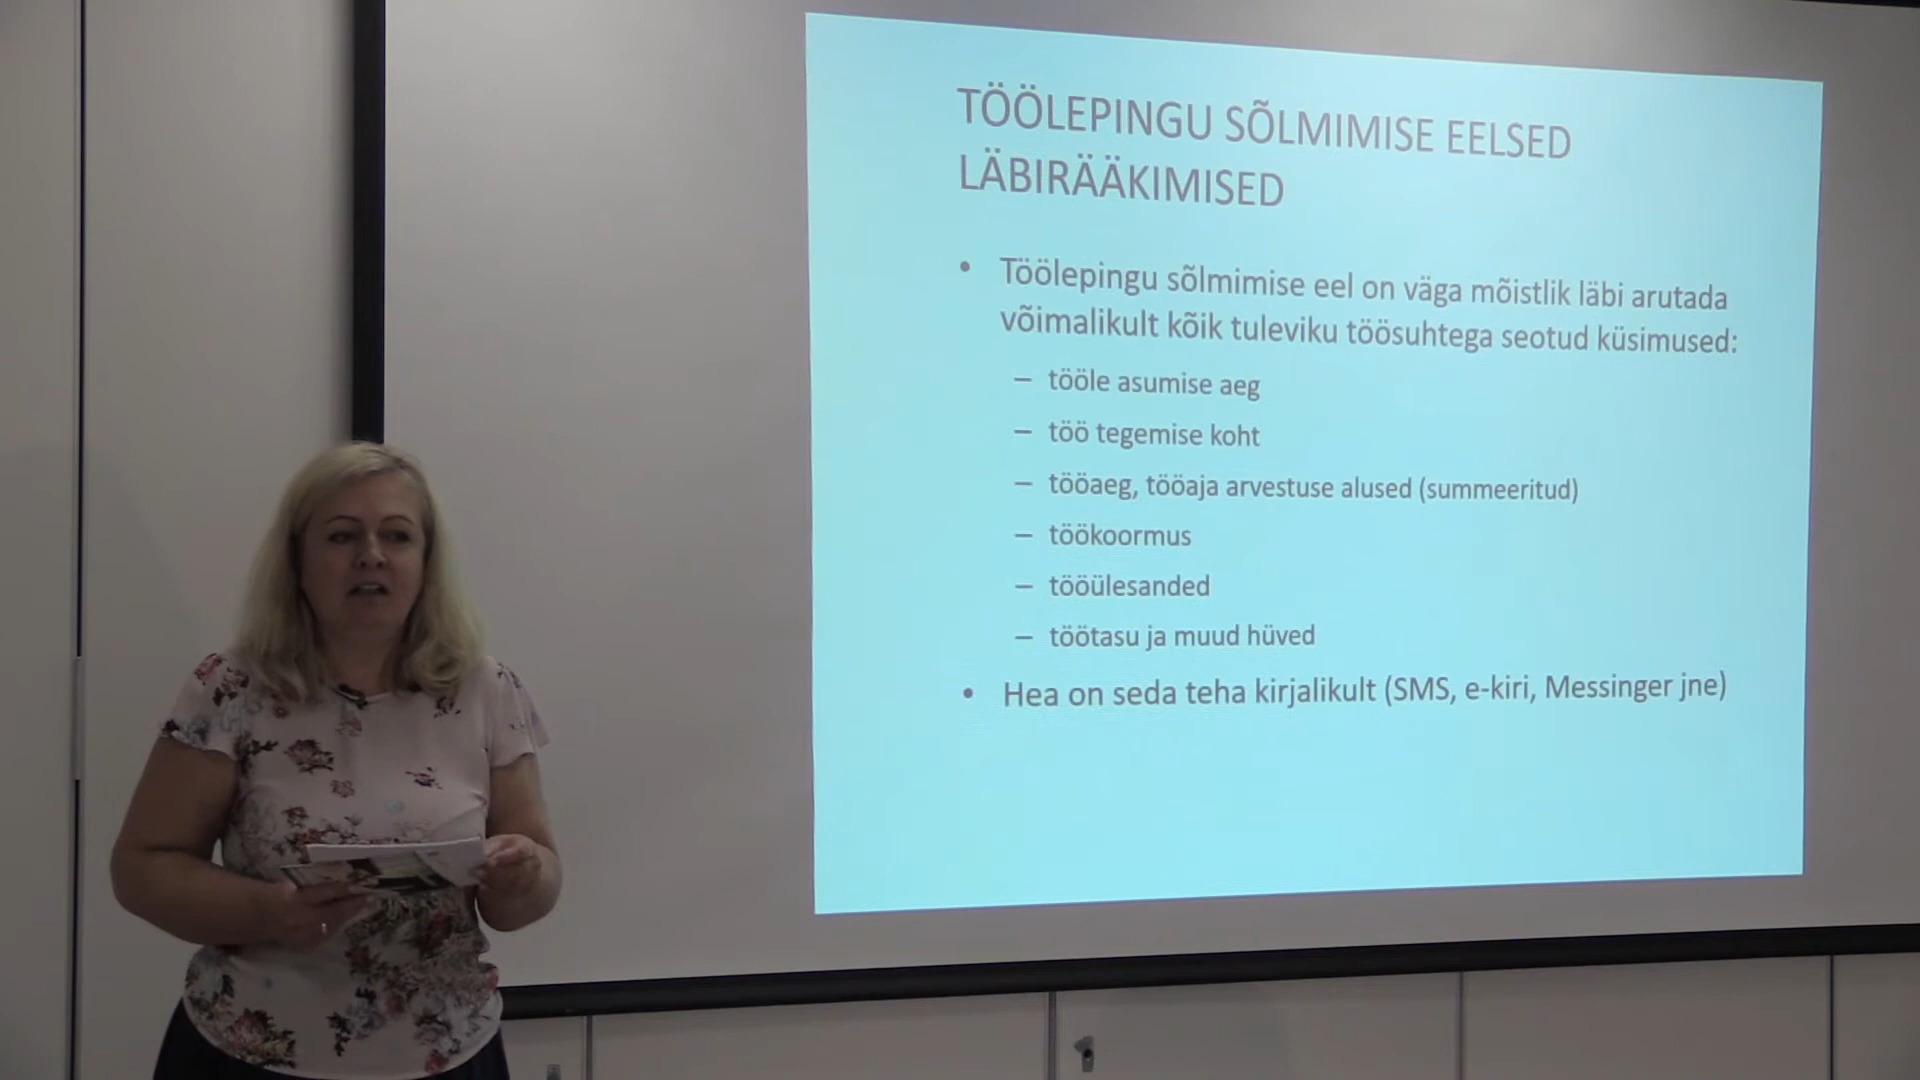 TÖÖLEPINGU SÕLMIMISE EELSED
LÄBIRÄÄKIMISED
• Töölepingu sõlmimise eel on väga mõistlik läbi arutada
võimalikult kõik tuleviku töösuhtega seotud küsimused:
– tööle asumise aeg
– töö tegemise koht
– tööaeg, tööaja arvestuse alused (summeeritud)
– töökoormus
– tööülesanded
– töötasu ja muud hüved
• Hea on seda teha kirjalikult (SMS, e-kiri, Messinger jne)